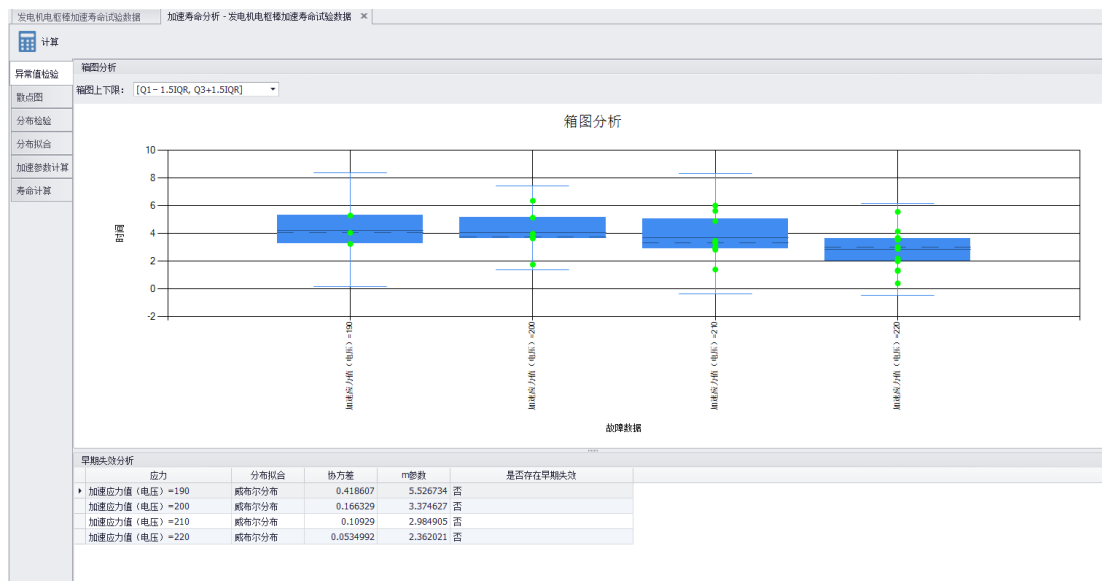 发电机电枢棒加速寿命试验数据 加速寿命分析 - 发电机电枢棒加速寿命试验数据 ×
计算
异常值检验
散点图
分布检验
分布拟合
加速参数计算
寿命计算
箱图分析
箱图上下限: [Q1-1.5IQR, Q3+1.5IQR]
箱图分析
时间
10
8
6
4
2
0
-2
加速应力值(电压)=190
加速应力值(电压)=200
加速应力值(电压)=210
加速应力值(电压)=220
故障数据
早期失效分析
应力 分布拟合 协方差 m参数 是否存在早期失效
加速应力值(电压)=190 威布尔分布 0.418607 5.526734 否
加速应力值(电压)=200 威布尔分布 0.166329 3.374627 否
加速应力值(电压)=210 威布尔分布 0.10929 2.984905 否
加速应力值(电压)=220 威布尔分布 0.0534992 2.362021 否